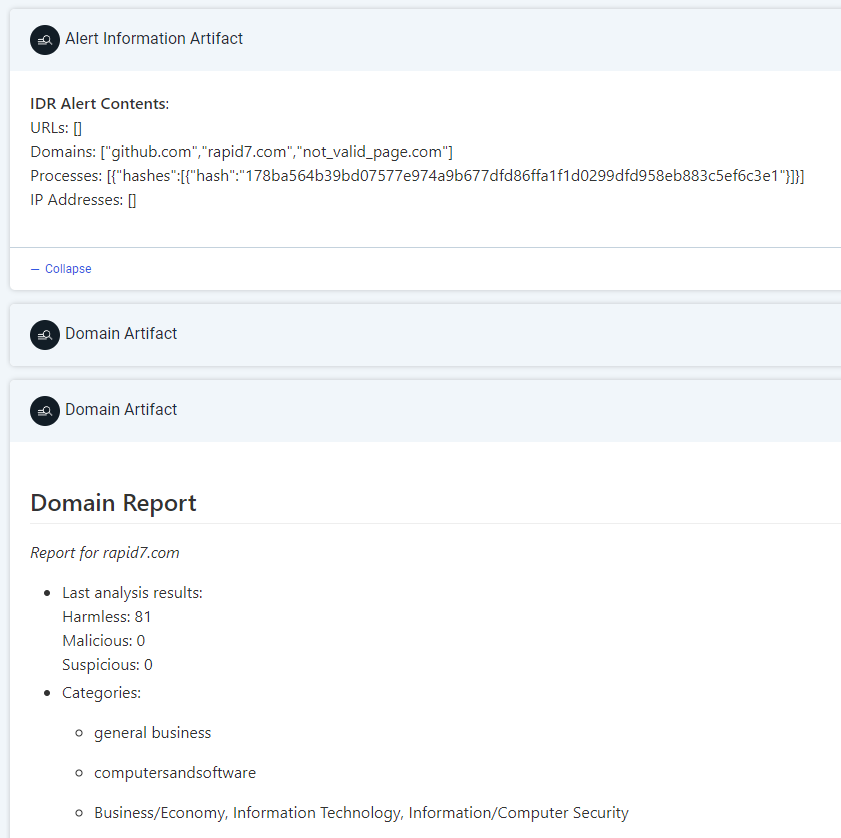 Alert Information Artifact
IDR Alert Contents:
URLs: []
Domains: ["github.com","rapid7.com","not_valid_page.com"]
Processes: [{"hashes":[{"hash":"178ba564b39bd07577e974a9b677dfd86ffa1f1d0299dfd958eb883c5ef6c3e1"}]}]
IP Addresses: []
— Collapse
Domain Artifact
Domain Artifact
Domain Report
Report for rapid7.com
• Last analysis results:
Harmless: 81
Malicious: 0
Suspicious: 0
• Categories:
◦ general business
◦ computersandsoftware
◦ Business/Economy, Information Technology, Information/Computer Security